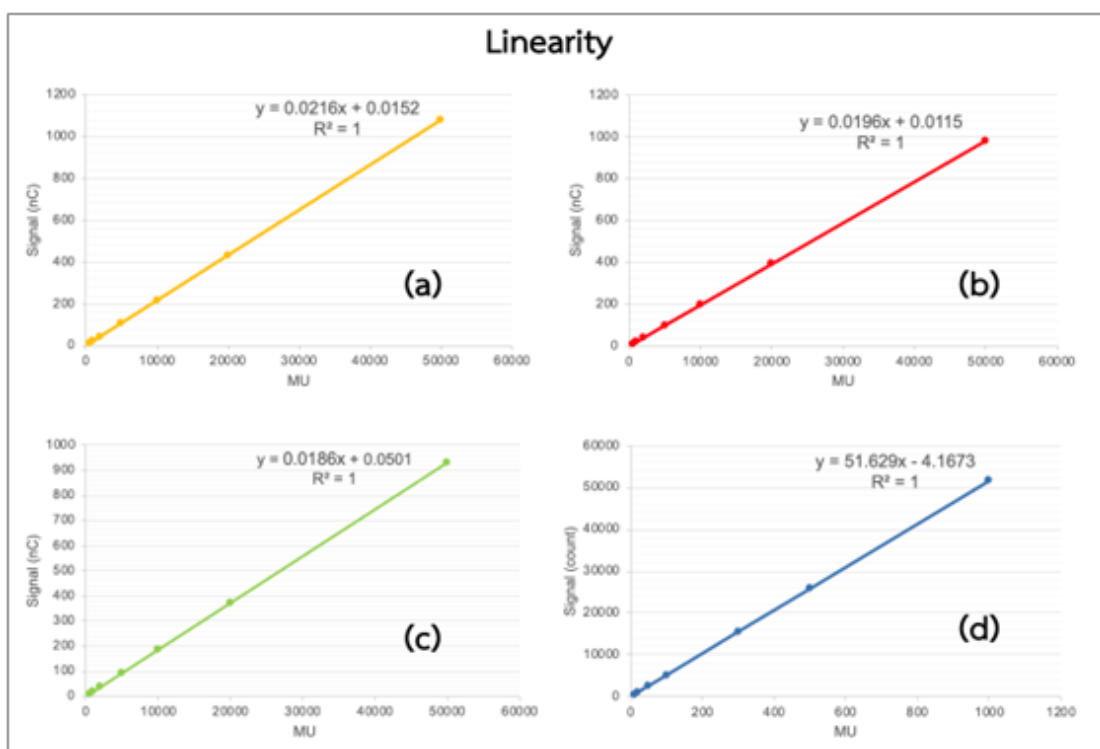 Linearity
1200
1000
800
600
400
200
0
Signal (nC)
y = 0.0216x + 0.0152
R² = 1
(a)
0 10000 20000 30000 40000 50000 60000
MU
1200
1000
800
600
400
200
0
Signal (nC)
y = 0.0196x + 0.0115
R² = 1
(b)
0 10000 20000 30000 40000 50000 60000
MU
1000
900
800
700
600
500
400
300
200
100
0
Signal (nC)
y = 0.0186x + 0.0501
R² = 1
(c)
0 10000 20000 30000 40000 50000 60000
MU
60000
50000
40000
30000
20000
10000
0
Signal (count)
y = 51.629x - 4.1673
R² = 1
(d)
0 200 400 600 800 1000 1200
MU